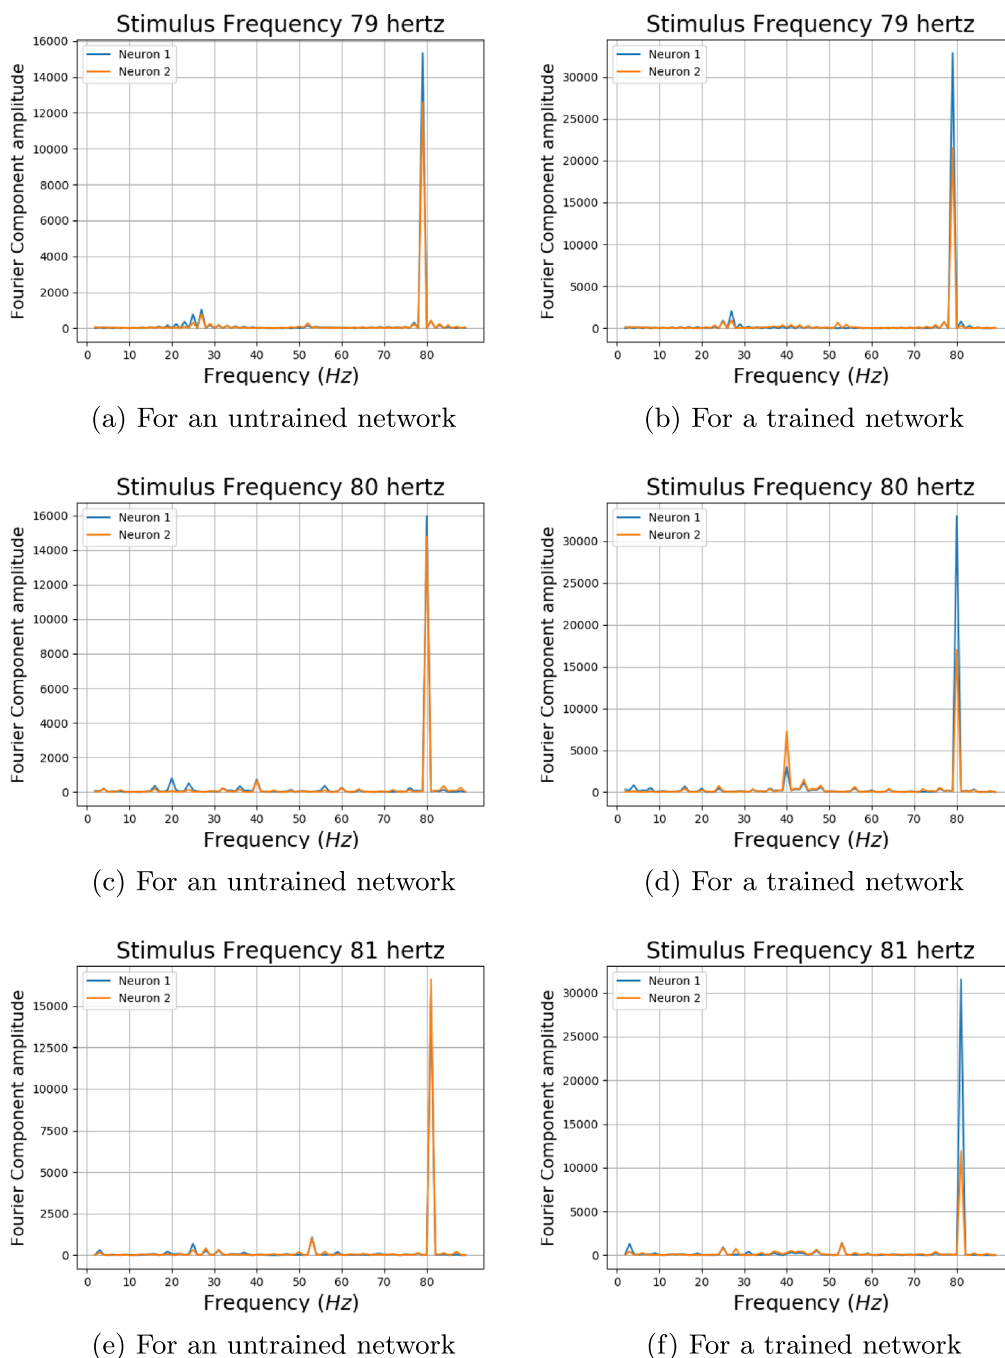 Stimulus Frequency 79 hertz
Fourier Component amplitude
16000
14000
12000
10000
8000
6000
4000
2000
0
Neuron 1
Neuron 2
0 10 20 30 40 50 60 70 80
Frequency (Hz)
(a) For an untrained network
Stimulus Frequency 79 hertz
Fourier Component amplitude
30000
25000
20000
15000
10000
5000
0
Neuron 1
Neuron 2
0 10 20 30 40 50 60 70 80
Frequency (Hz)
(b) For a trained network
Stimulus Frequency 80 hertz
Fourier Component amplitude
16000
14000
12000
10000
8000
6000
4000
2000
0
Neuron 1
Neuron 2
0 10 20 30 40 50 60 70 80
Frequency (Hz)
(c) For an untrained network
Stimulus Frequency 80 hertz
Fourier Component amplitude
30000
25000
20000
15000
10000
5000
0
Neuron 1
Neuron 2
0 10 20 30 40 50 60 70 80
Frequency (Hz)
(d) For a trained network
Stimulus Frequency 81 hertz
Fourier Component amplitude
15000
12500
10000
7500
5000
2500
0
Neuron 1
Neuron 2
0 10 20 30 40 50 60 70 80
Frequency (Hz)
(e) For an untrained network
Stimulus Frequency 81 hertz
Fourier Component amplitude
30000
25000
20000
15000
10000
5000
0
Neuron 1
Neuron 2
0 10 20 30 40 50 60 70 80
Frequency (Hz)
(f) For a trained network